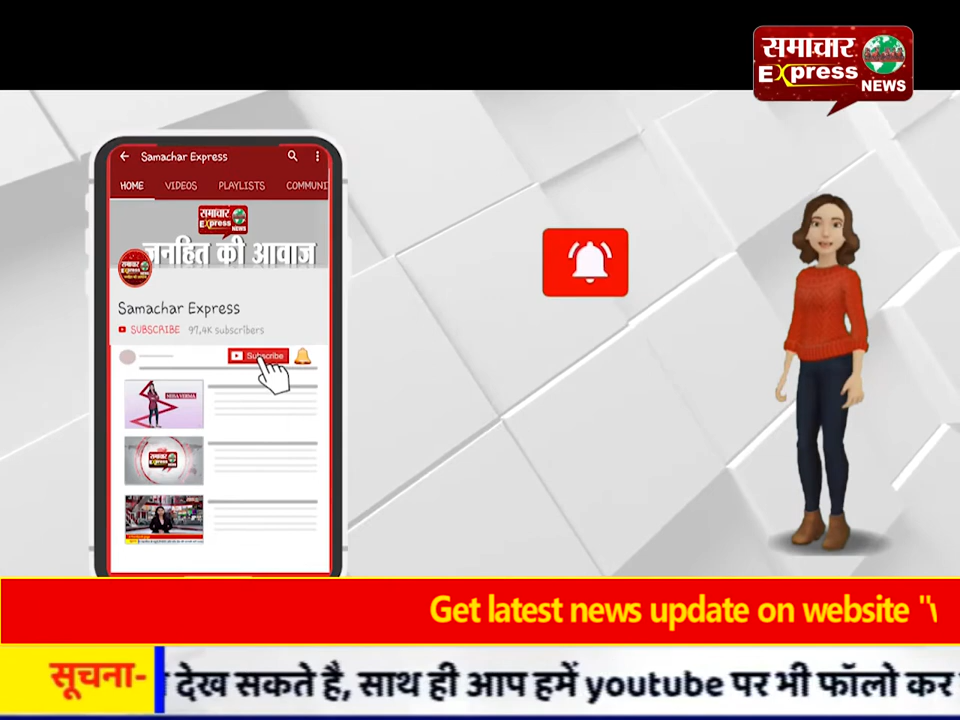 समाचार
Express
NEWS
Samachar Express
HOME VIDEOS PLAYLISTS COMMUNI
समाचार
Express
NEWS
जनहित की आवाज
Samachar Express
SUBSCRIBE 97.4K subscribers
Subscribe
Get latest news update on website "
सूचना- देख सकते है, साथ ही आप हमें youtube पर भी फॉलो कर